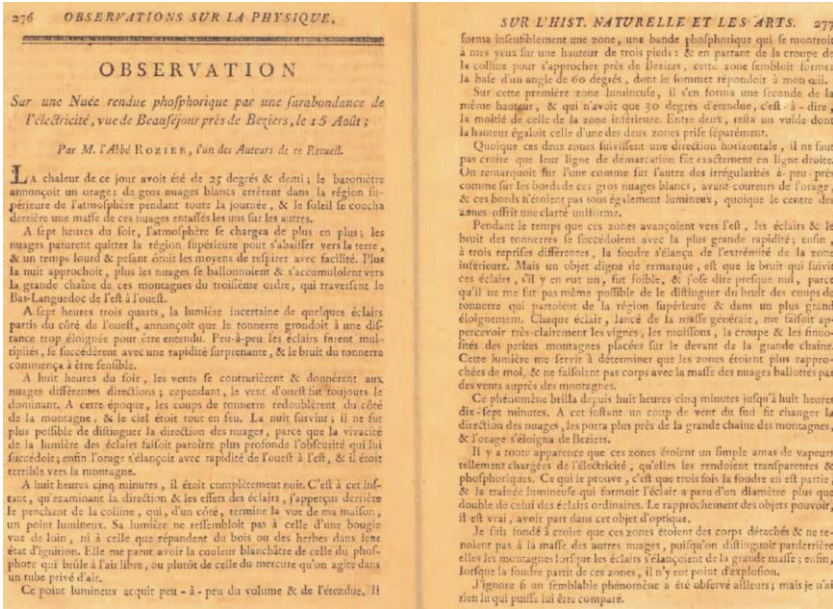 276 OBSERVATIONS SUR LA PHYSIQUE,
OBSERVATION
Sur une Nuée rendue phosphorique par une surabondance de
l'électricité, vue de Beauséjour près de Beziers, le 15 Août ;
Par M. l'Abbé ROZIER, l'un des Auteurs de ce Recueil.
LA chaleur de ce jour avoit été de 25 degrés & demi ; le baromètre
annonçoit un orage : de gros nuages blancs errèrent dans la région su-
périeure de l'atmosphère pendant toute la journée, & le soleil se coucha
derrière une masse de ces nuages entassés les uns sur les autres.
A sept heures du soir, l'atmosphère se chargea de plus en plus ; les
nuages parurent quitter la région supérieure pour s'abaisser vers la terre,
& un temps lourd & pesant ôtoit les moyens de respirer avec facilité. Plus
la nuit approchoit, plus les nuages se ballonnoient & s'accumuloient vers
la grande chaîne de ces montagnes du troisième ordre, qui traversent le
Bas-Languedoc de l'est à l'ouest.
A sept heures trois quarts, la lumière incertaine de quelques éclairs
partis du côté de l'ouest, annonçoit que le tonnerre grondoit à une dis-
tance trop éloignée pour être entendu. Peu-à-peu les éclairs furent mul-
tipliés, se succédèrent avec une rapidité surprenante, & le bruit du tonnerre
commença à être sensible.
A huit heures du soir, les vents se contrarièrent & donnèrent aux
nuages différentes directions ; cependant, le vent d'ouest fut toujours le
dominant. A cette époque, les coups de tonnerre redoublèrent du côté
de la montagne, & le ciel étoit tout en feu. La nuit survint ; il ne fut
plus possible de distinguer la direction des nuages, parce que la vivacité
de la lumière des éclairs faisoit paroître plus profonde l'obscurité qui lui
succédoit ; enfin l'orage s'élançoit avec rapidité de l'ouest à l'est, & il étoit
terrible vers la montagne.
A huit heures cinq minutes, il étoit complètement nuit. C'est à cet ins-
tant, qu'examinant la direction & les effets des éclairs, j'apperçus derrière
le penchant de la colline, qui, d'un côté, termine la vue de ma maison,
un point lumineux. Sa lumière ne ressembloit pas à celle d'une bougie
vue de loin, ni à celle que répandent du bois ou des herbes dans leur
état d'ignition. Elle me parut avoir la couleur blanchâtre de celle du phos-
phore qui brûle à l'air libre, ou plutôt de celle du mercure qu'on agite dans
un tube privé d'air.
Ce point lumineux acquit peu-à-peu du volume & de l'étendue. Il
SUR L'HIST. NATURELLE ET LES ARTS. 277
forma insensiblement une zone, une bande phosphorique qui se montroit
à mes yeux sur une hauteur de trois pieds : & en partant de la croupe de
la colline pour s'approcher près de Beziers, cette zone sembloit former
la base d'un angle de 60 degrés, dont le sommet répondoit à mon œil.
Sur cette première zone lumineuse, il s'en forma une seconde de la
même hauteur, & qui n'avoit que 30 degrés d'étendue, c'est-à-dire,
la moitié de celle de la zone intérieure. Entre deux, resta un vuide dont
la hauteur égaloit celle d'une des deux zones prise séparément.
Quoique ces deux zones suivissent une direction horizontale, il ne faut
pas croire que leur ligne de démarcation fût exactement en ligne droite.
On remarquoit sur l'une comme sur l'autre des irrégularités à-peu-près
comme sur les bords de ces gros nuages blancs, avant-coureurs de l'orage,
& ces bords n'étoient pas tous également lumineux, quoique le centre des
zones offrît une clarté uniforme.
Pendant le temps que ces zones avançoient vers l'est, les éclairs & le
bruit des tonnerres se succédoient avec la plus grande rapidité ; enfin,
à trois reprises différentes, la foudre s'élança de l'extrémité de la zone
inférieure. Mais un objet digne de remarque, est que le bruit qui suivit
ces éclairs, s'il y en eut un, fut foible, & j'ose dire presque nul, parce
qu'il ne me fut pas même possible de le distinguer du bruit des coups de
tonnerre qui partoient de la région supérieure & dans un plus grand
éloignement. Chaque éclair, lancé de la masse générale, me faisoit ap-
percevoir très-clairement les vignes, les moissons, la croupe & les sinuo-
sités des petites montagnes placées sur le devant de la grande chaîne.
Cette lumière me servit à déterminer que les zones étoient plus rappro-
chées de moi, & ne faisoient pas corps avec la masse des nuages ballottés par
des vents auprès des montagnes.
Ce phénomène brilla depuis huit heures cinq minutes jusqu'à huit heures
dix-sept minutes. A cet instant un coup de vent du sud fit changer la
direction des nuages, les porta plus près de la grande chaîne des montagnes,
& l'orage s'éloigna de Beziers.
Il y a toute apparence que ces zones étoient un simple amas de vapeurs
tellement chargées de l'électricité, qu'elles les rendoient transparentes &
phosphoriques. Ce qui le prouve, c'est que trois fois la foudre en est partie,
& la traînée lumineuse qui formoit l'éclair a paru d'un diamètre plus que
double de celui des éclairs ordinaires. Le rapprochement des objets pouvoit,
il est vrai, avoir part dans cet objet d'optique.
Je suis fondé à croire que ces zones étoient des corps détachés & ne te-
noient pas à la masse des autres nuages, puisqu'on distinguoit parderrière
elles les montagnes lorsque les éclairs s'élançoient de la grande masse ; enfin,
lorsque la foudre partit de ces zones, il n'y eut point d'explosion.
J'ignore si un semblable phénomène a été observé ailleurs ; mais je n'ai
rien lu qui puisse lui être comparé.